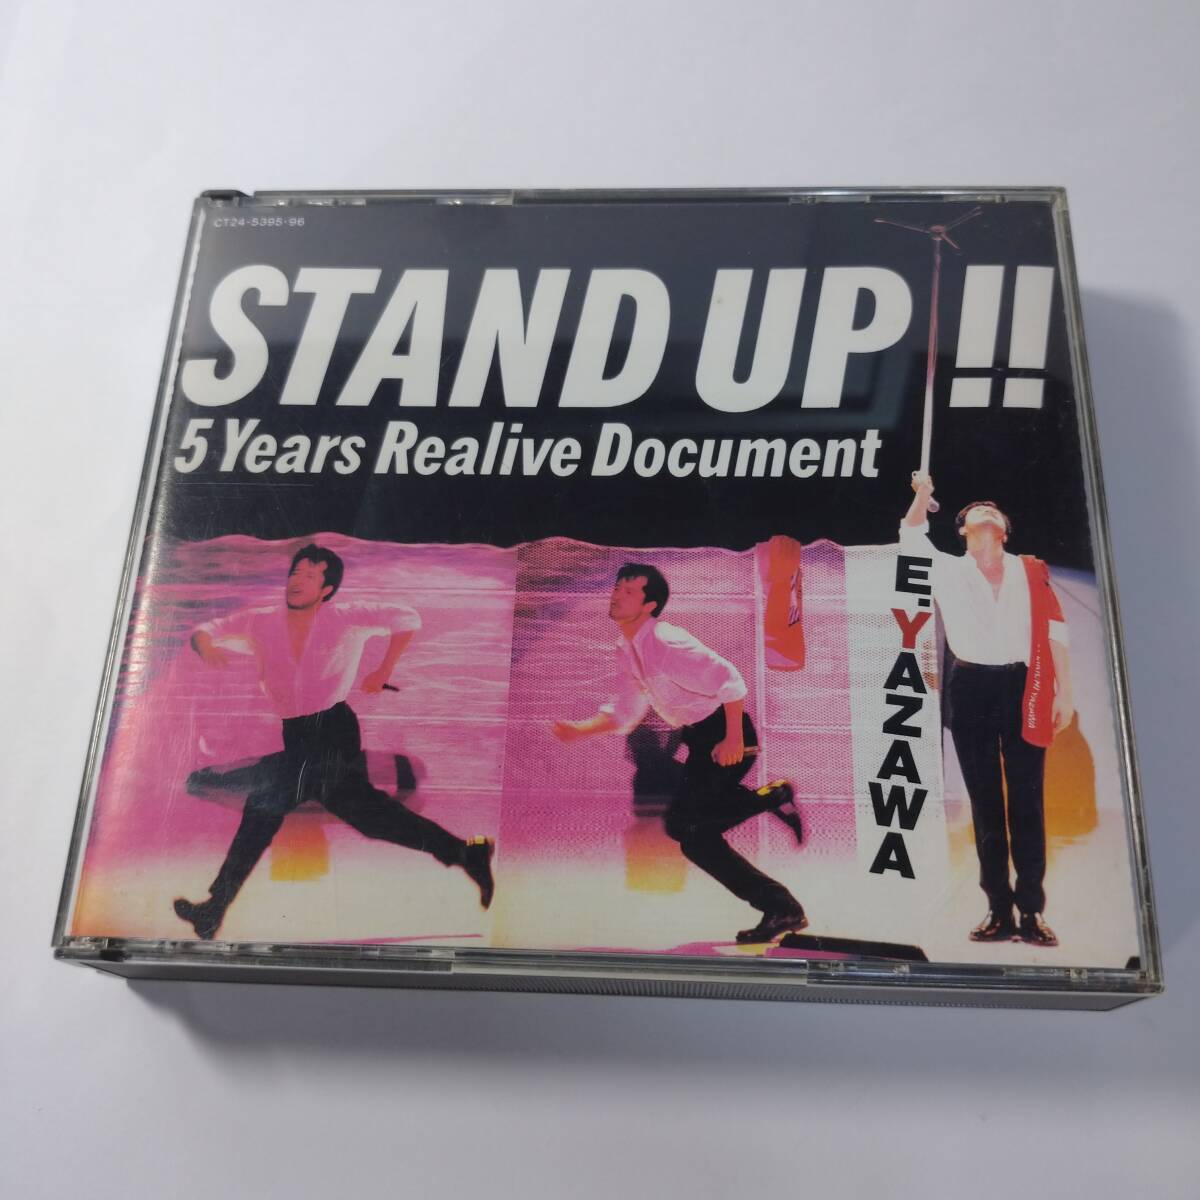 CT24-5395·96
STAND UP !!
5 Years Realive Document
E.YAZAWA